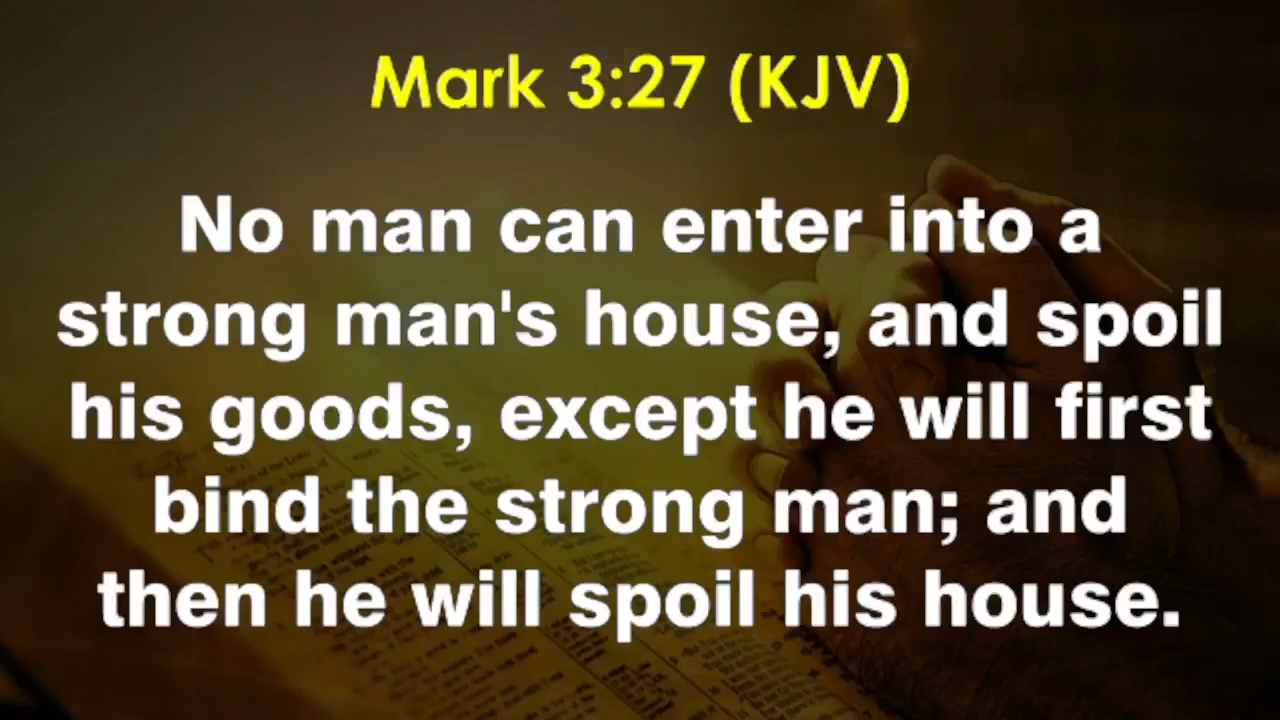 Mark 3:27 (KJV)
No man can enter into a
strong man's house, and spoil
his goods, except he will first
bind the strong man; and
then he will spoil his house.